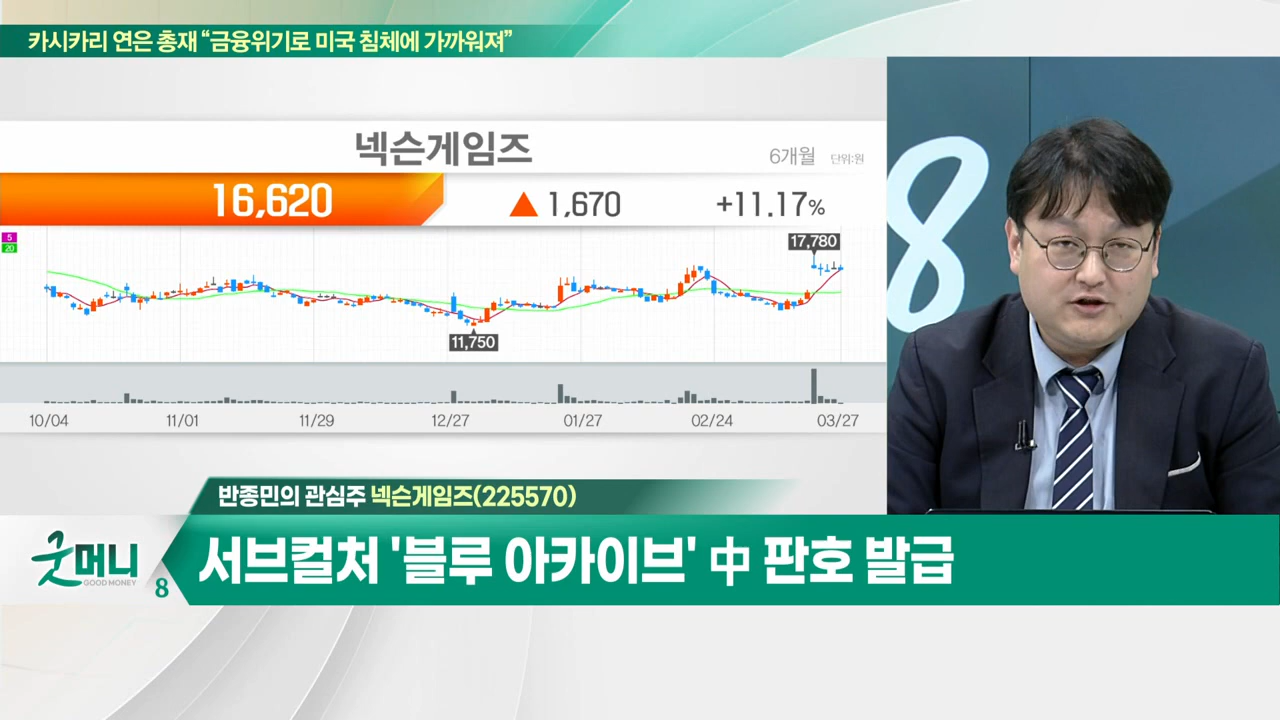 카시카리 연은 총재 “금융위기로 미국 침체에 가까워져”
넥슨게임즈
6개월 단위:원
16,620 ▲ 1,670 +11.17%
5
20
17,780
11,750
10/04 11/01 11/29 12/27 01/27 02/24 03/27
8
반종민의 관심주 넥슨게임즈(225570)
굿머니
GOOD MONEY
8
서브컬처 '블루 아카이브' 中 판호 발급